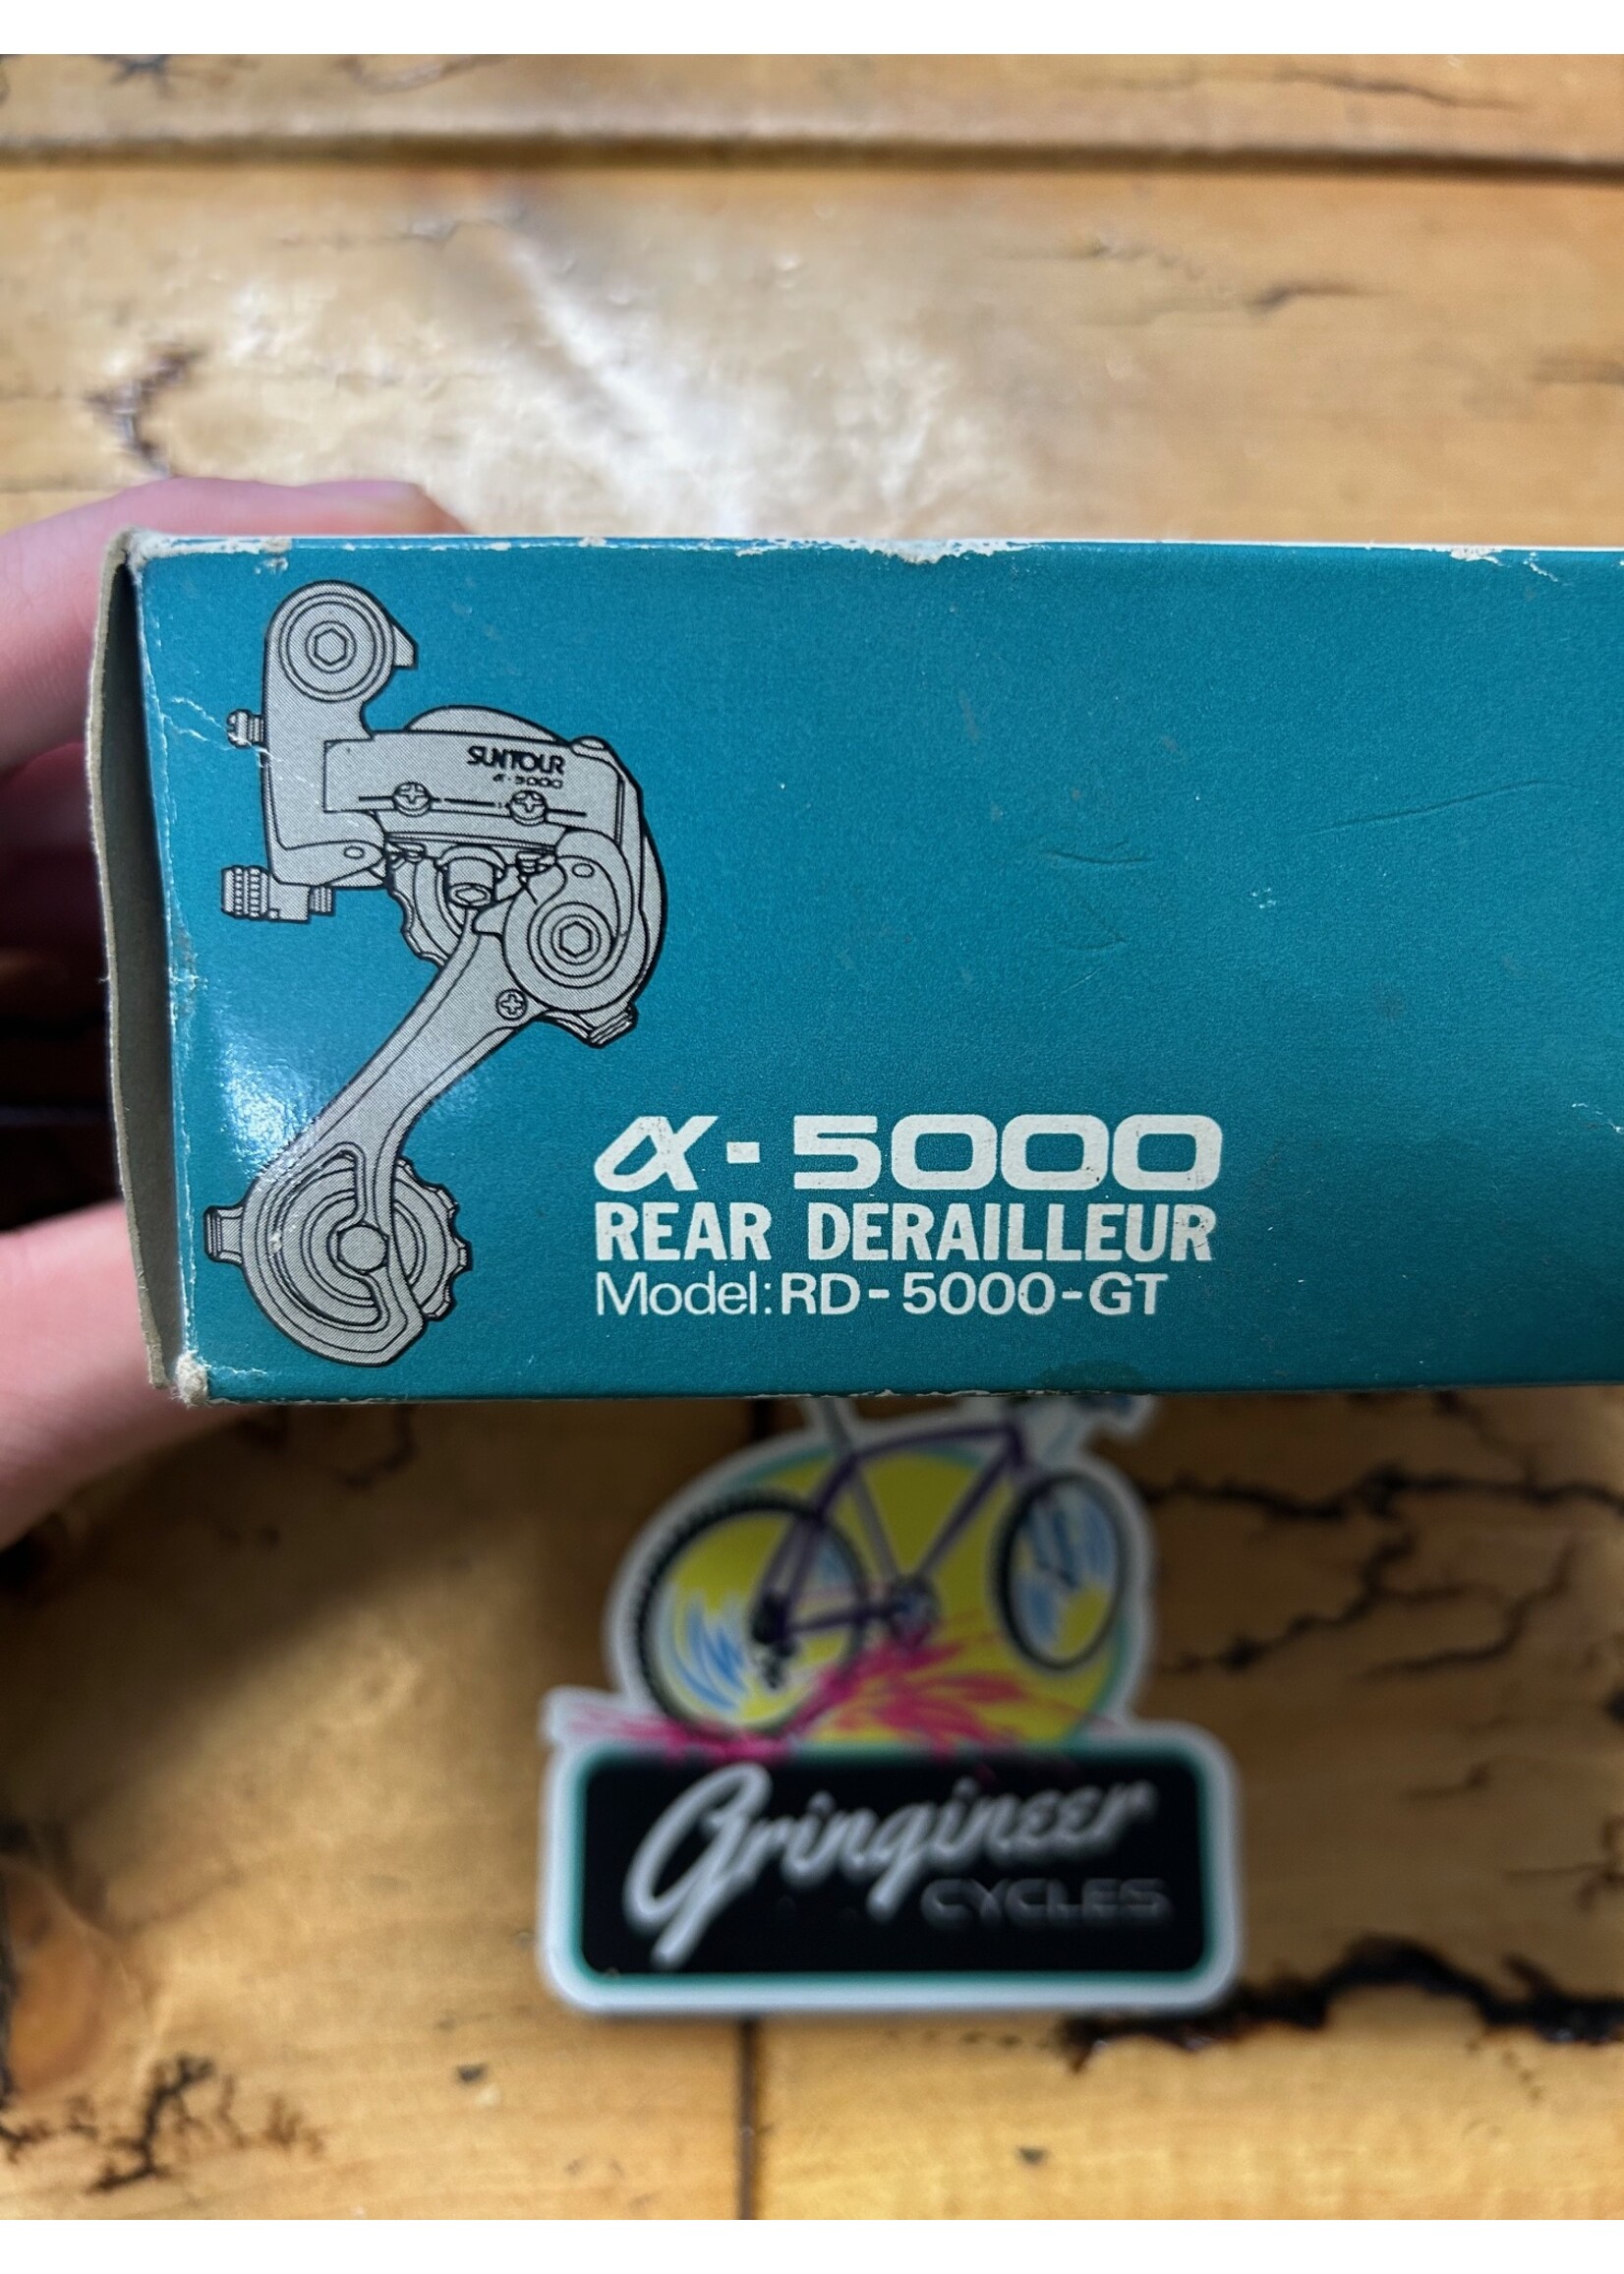 SUNTOUR
α-5000
α-5000
REAR DERAILLEUR
Model: RD-5000-GT
Gringineer
CYCLES